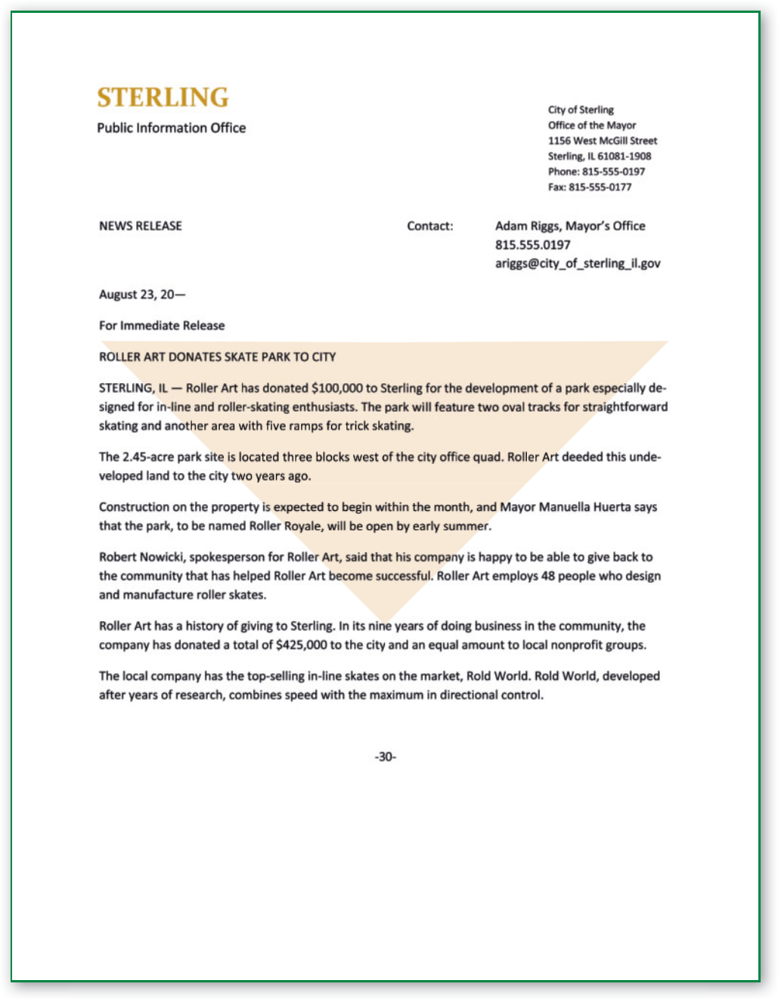 STERLING
Public Information Office
City of Sterling
Office of the Mayor
1156 West McGill Street
Sterling, IL 61081-1908
Phone: 815-555-0197
Fax: 815-555-0177
NEWS RELEASE
Contact:
Adam Riggs, Mayor's Office
815.555.0197
ariggs@city_of_sterling_il.gov
August 23, 20—
For Immediate Release
ROLLER ART DONATES SKATE PARK TO CITY
STERLING, IL — Roller Art has donated $100,000 to Sterling for the development of a park especially de-
signed for in-line and roller-skating enthusiasts. The park will feature two oval tracks for straightforward
skating and another area with five ramps for trick skating.
The 2.45-acre park site is located three blocks west of the city office quad. Roller Art deeded this unde-
veloped land to the city two years ago.
Construction on the property is expected to begin within the month, and Mayor Manuella Huerta says
that the park, to be named Roller Royale, will be open by early summer.
Robert Nowicki, spokesperson for Roller Art, said that his company is happy to be able to give back to
the community that has helped Roller Art become successful. Roller Art employs 48 people who design
and manufacture roller skates.
Roller Art has a history of giving to Sterling. In its nine years of doing business in the community, the
company has donated a total of $425,000 to the city and an equal amount to local nonprofit groups.
The local company has the top-selling in-line skates on the market, Rold World. Rold World, developed
after years of research, combines speed with the maximum in directional control.
-30-